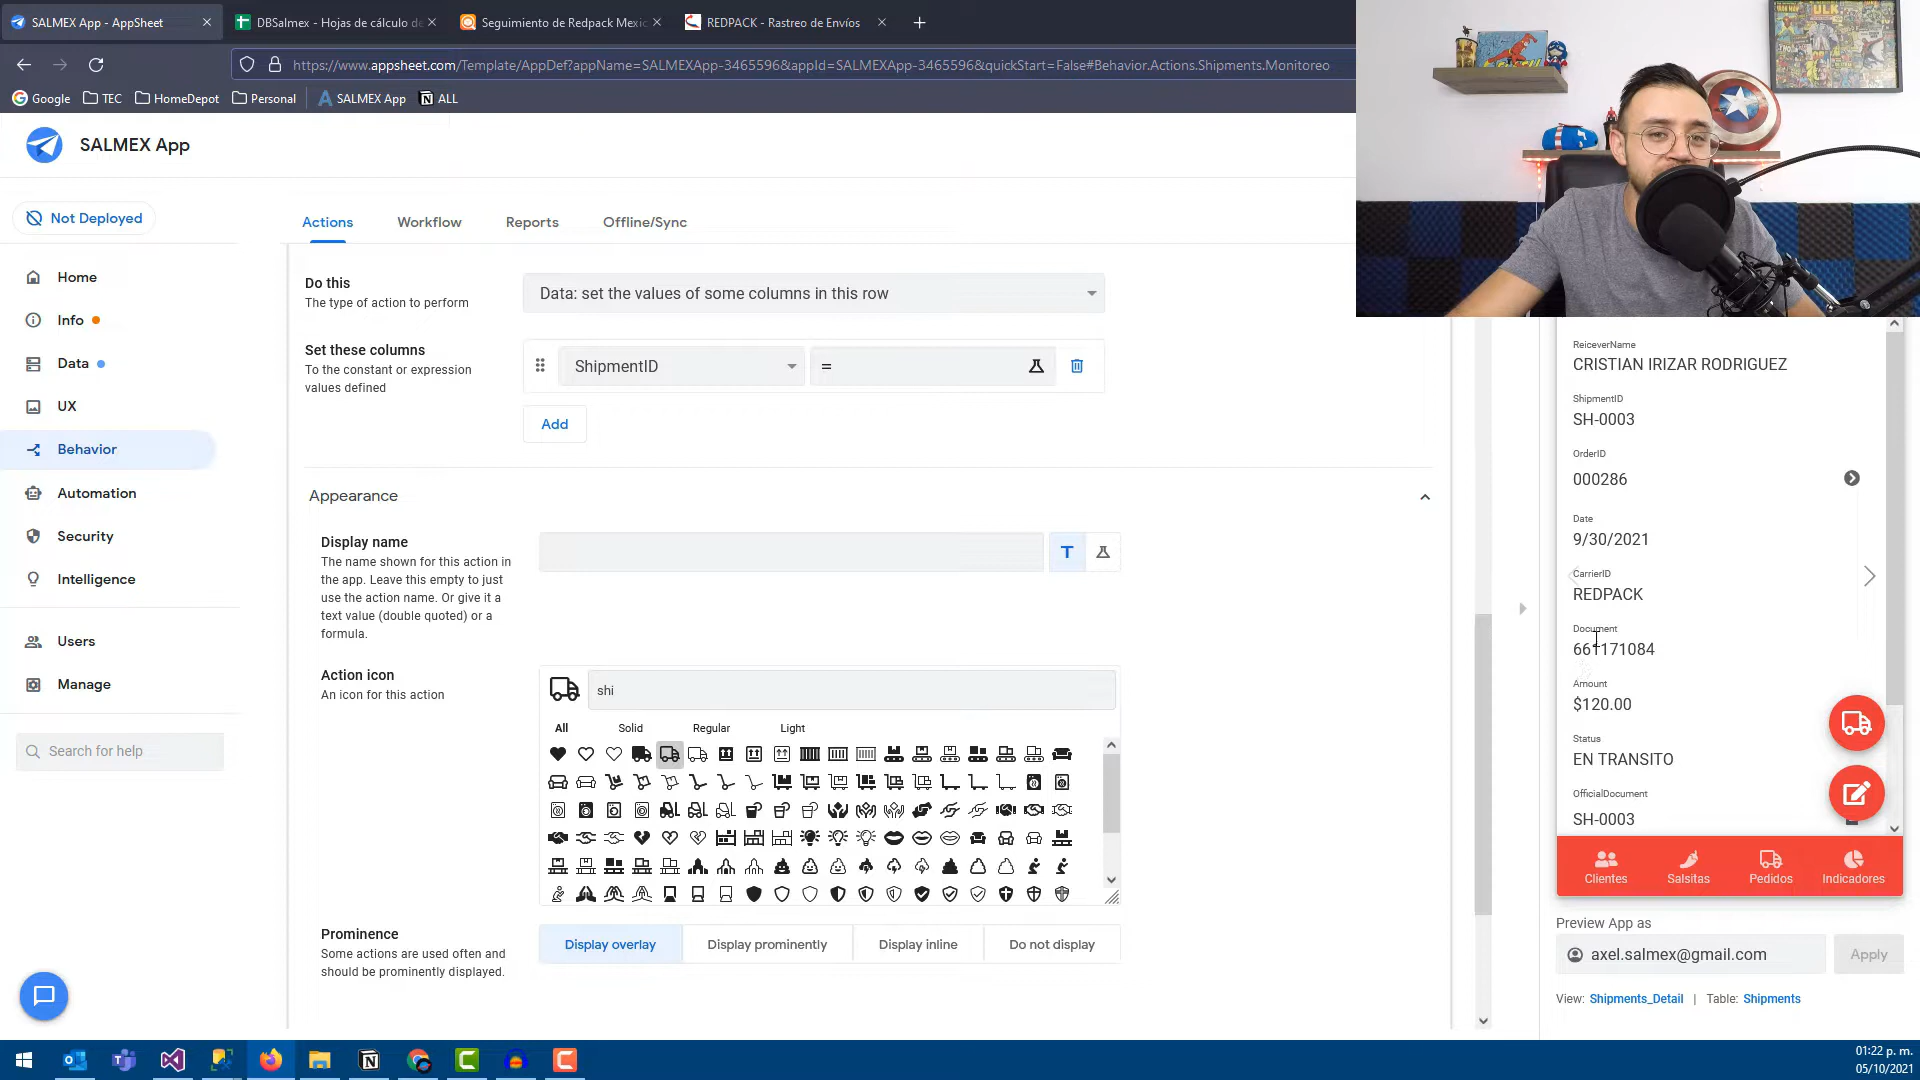 SALMEX App - AppSheet
DBSalmex - Hojas de cálculo de
Seguimiento de Redpack Mexic
REDPACK - Rastreo de Envíos
https://www.appsheet.com/Template/AppDef?appName=SALMEXApp-3465596&appId=SALMEXApp-3465596&quickStart=False#Behavior.Actions.Shipments.Monitoreo
Google
TEC
HomeDepot
Personal
SALMEX App
ALL
SALMEX App
Not Deployed
Home
Info
Data
UX
Behavior
Automation
Security
Intelligence
Users
Manage
Search for help
Actions
Workflow
Reports
Offline/Sync
Do this
The type of action to perform
Data: set the values of some columns in this row
Set these columns
To the constant or expression
values defined
ShipmentID
=
Add
Appearance
Display name
The name shown for this action in
the app. Leave this empty to just
use the action name. Or give it a
text value (double quoted) or a
formula.
T
Action icon
An icon for this action
shi
All
Solid
Regular
Light
Prominence
Some actions are used often and
should be prominently displayed.
Display overlay
Display prominently
Display inline
Do not display
ReiceverName
CRISTIAN IRIZAR RODRIGUEZ
ShipmentID
SH-0003
OrderID
000286
Date
9/30/2021
CarrierID
REDPACK
Document
661171084
Amount
$120.00
Status
EN TRANSITO
OfficialDocument
SH-0003
Clientes
Salsitas
Pedidos
Indicadores
Preview App as
axel.salmex@gmail.com
Apply
View: Shipments_Detail | Table: Shipments
01:22 p. m.
05/10/2021